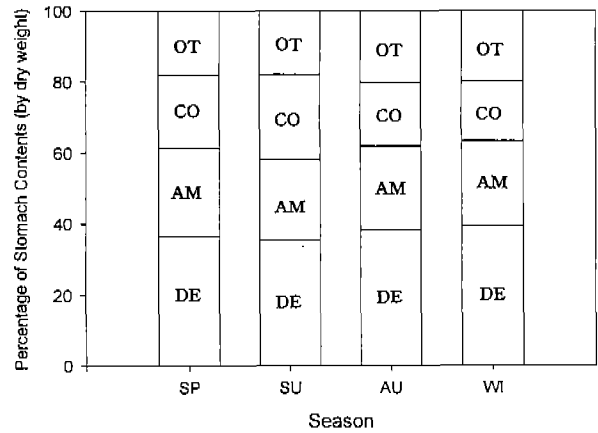 Percentage of Stomach Contents (by dry weight)
100
80
60
40
20
0
OT
CO
AM
DE
OT
CO
AM
DE
OT
CO
AM
DE
OT
CO
AM
DE
SP
SU
AU
WI
Season